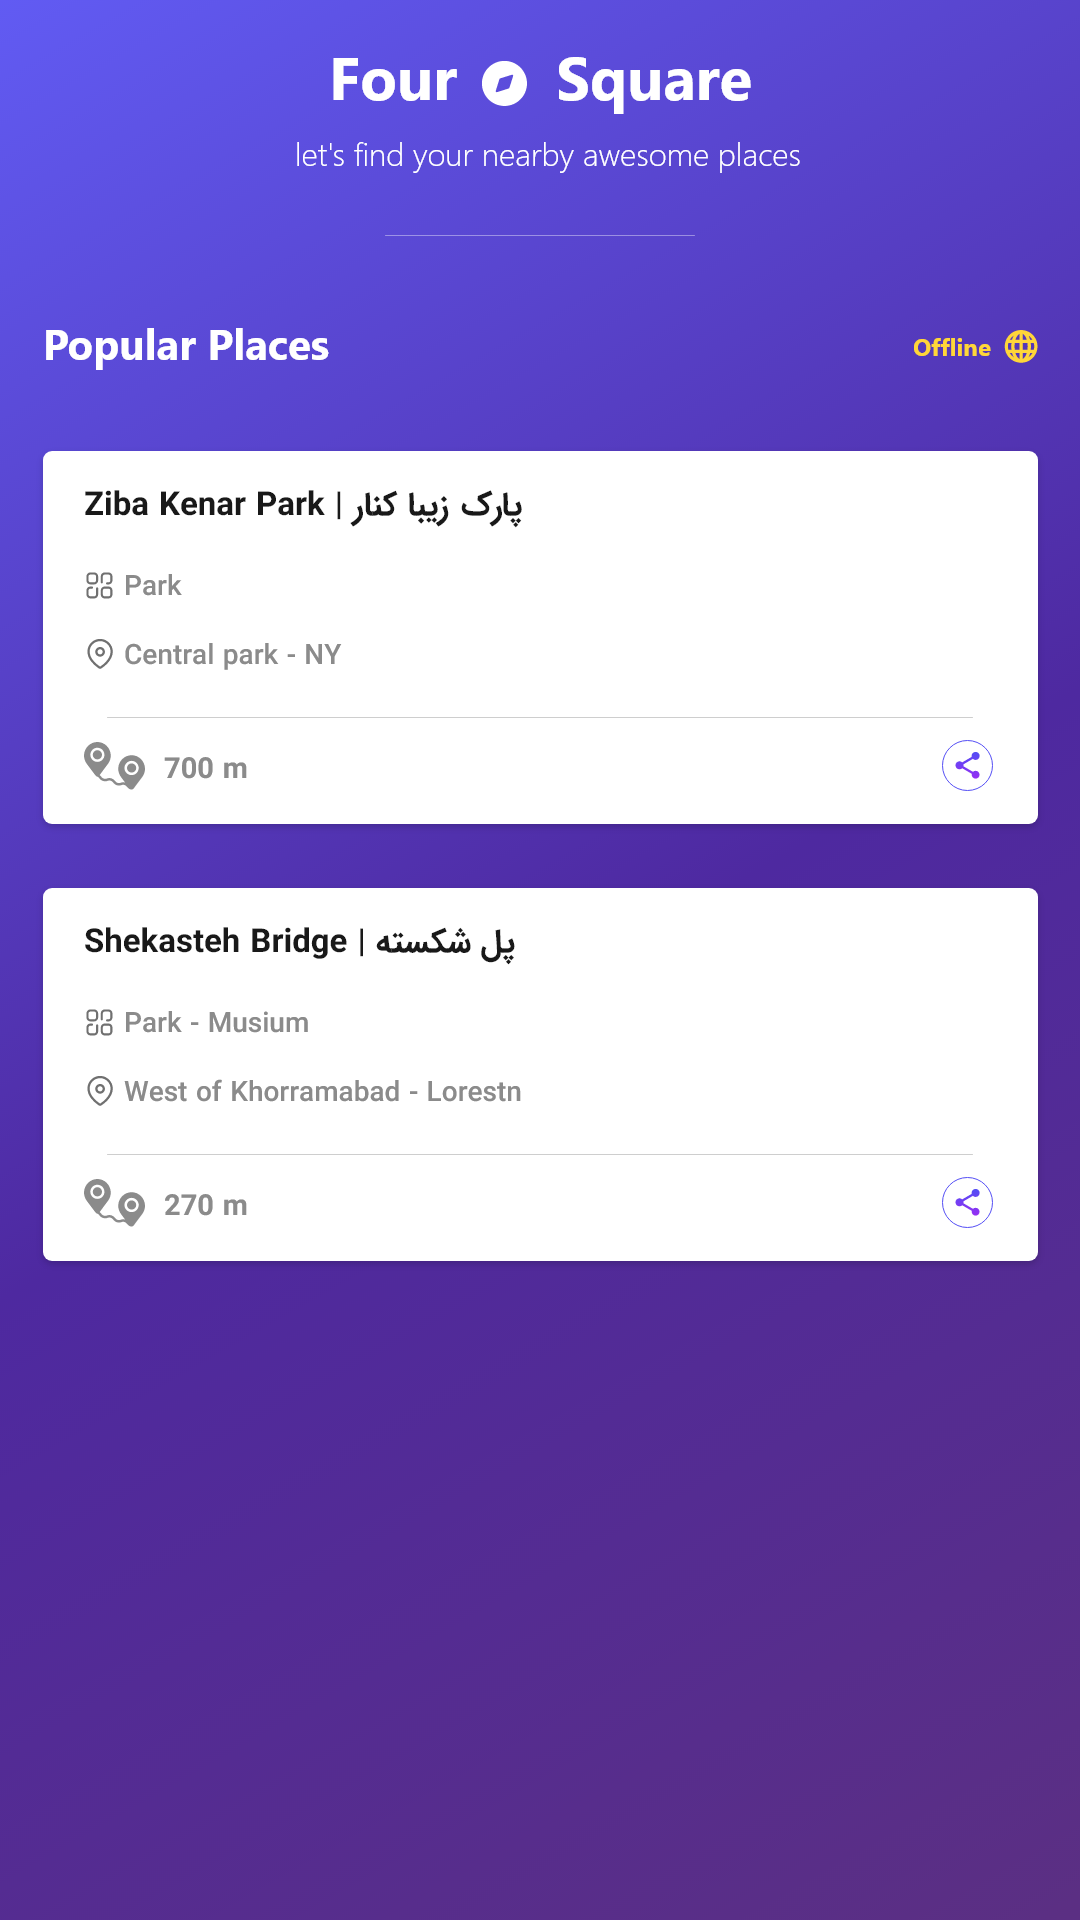 Four Square
let's find your nearby awesome places
Popular Places
Offline
Ziba Kenar Park | پارک زیبا کنار
Park
Central park - NY
700 m
Shekasteh Bridge | پل شکسته
Park - Musium
West of Khorramabad - Lorestn
270 m